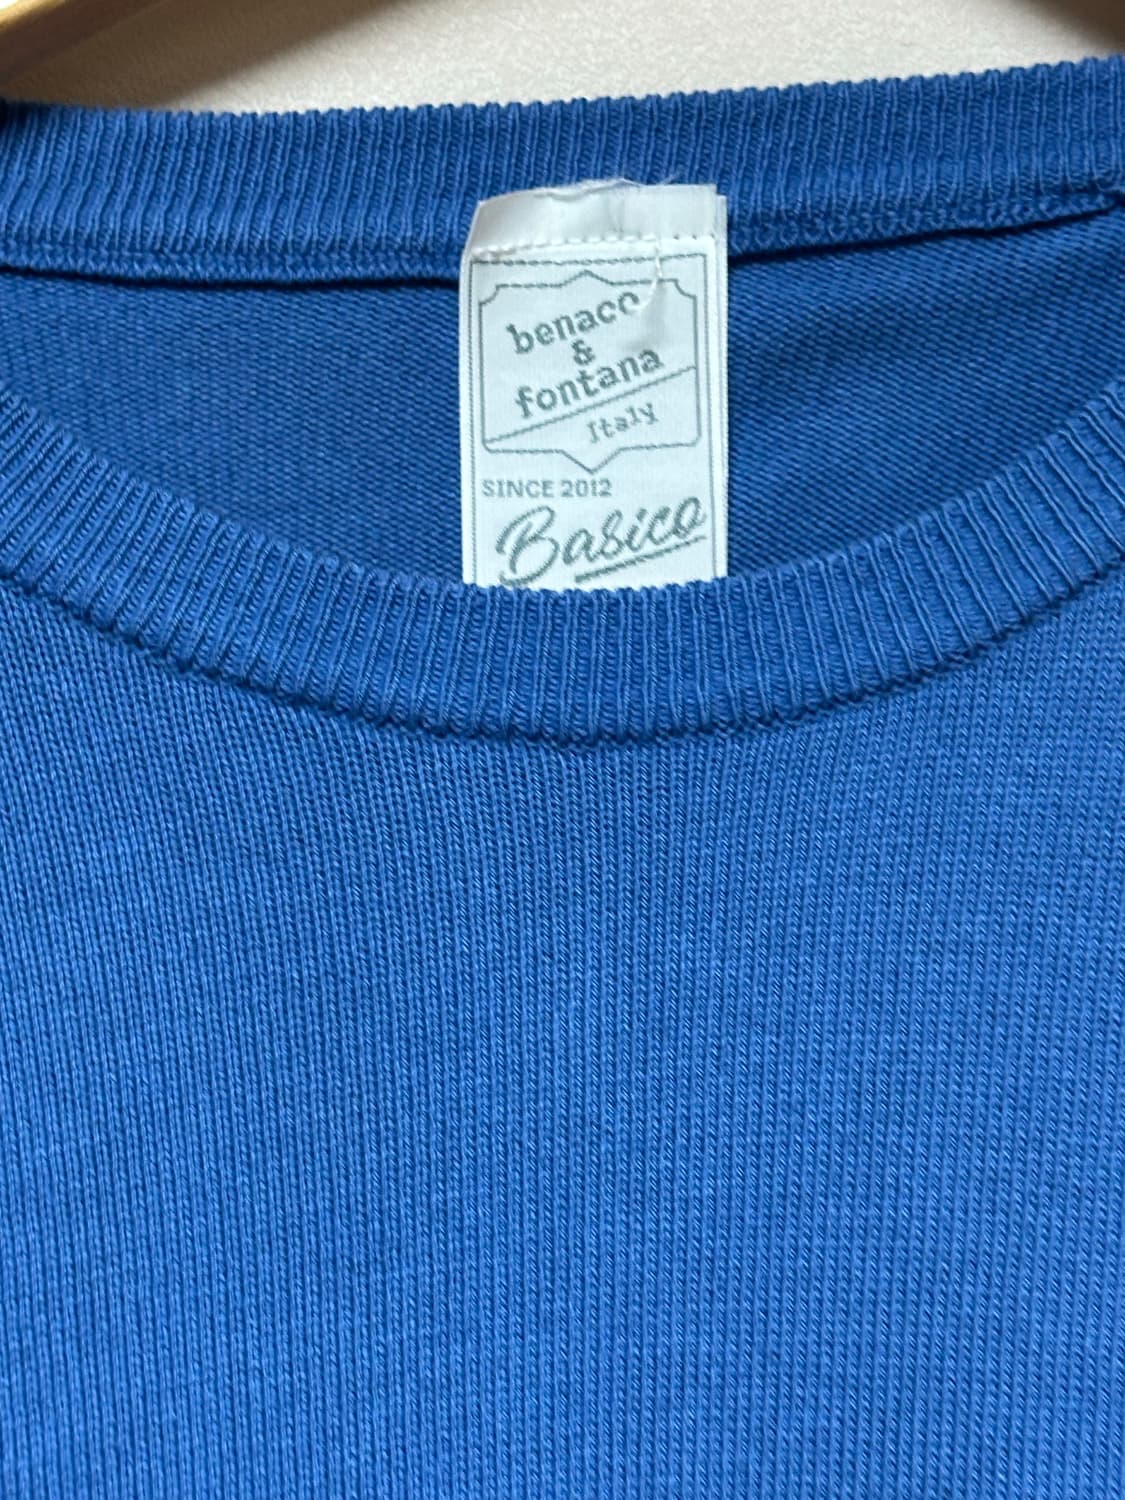 benaco
&
fontana
Italy
SINCE 2012
Basico